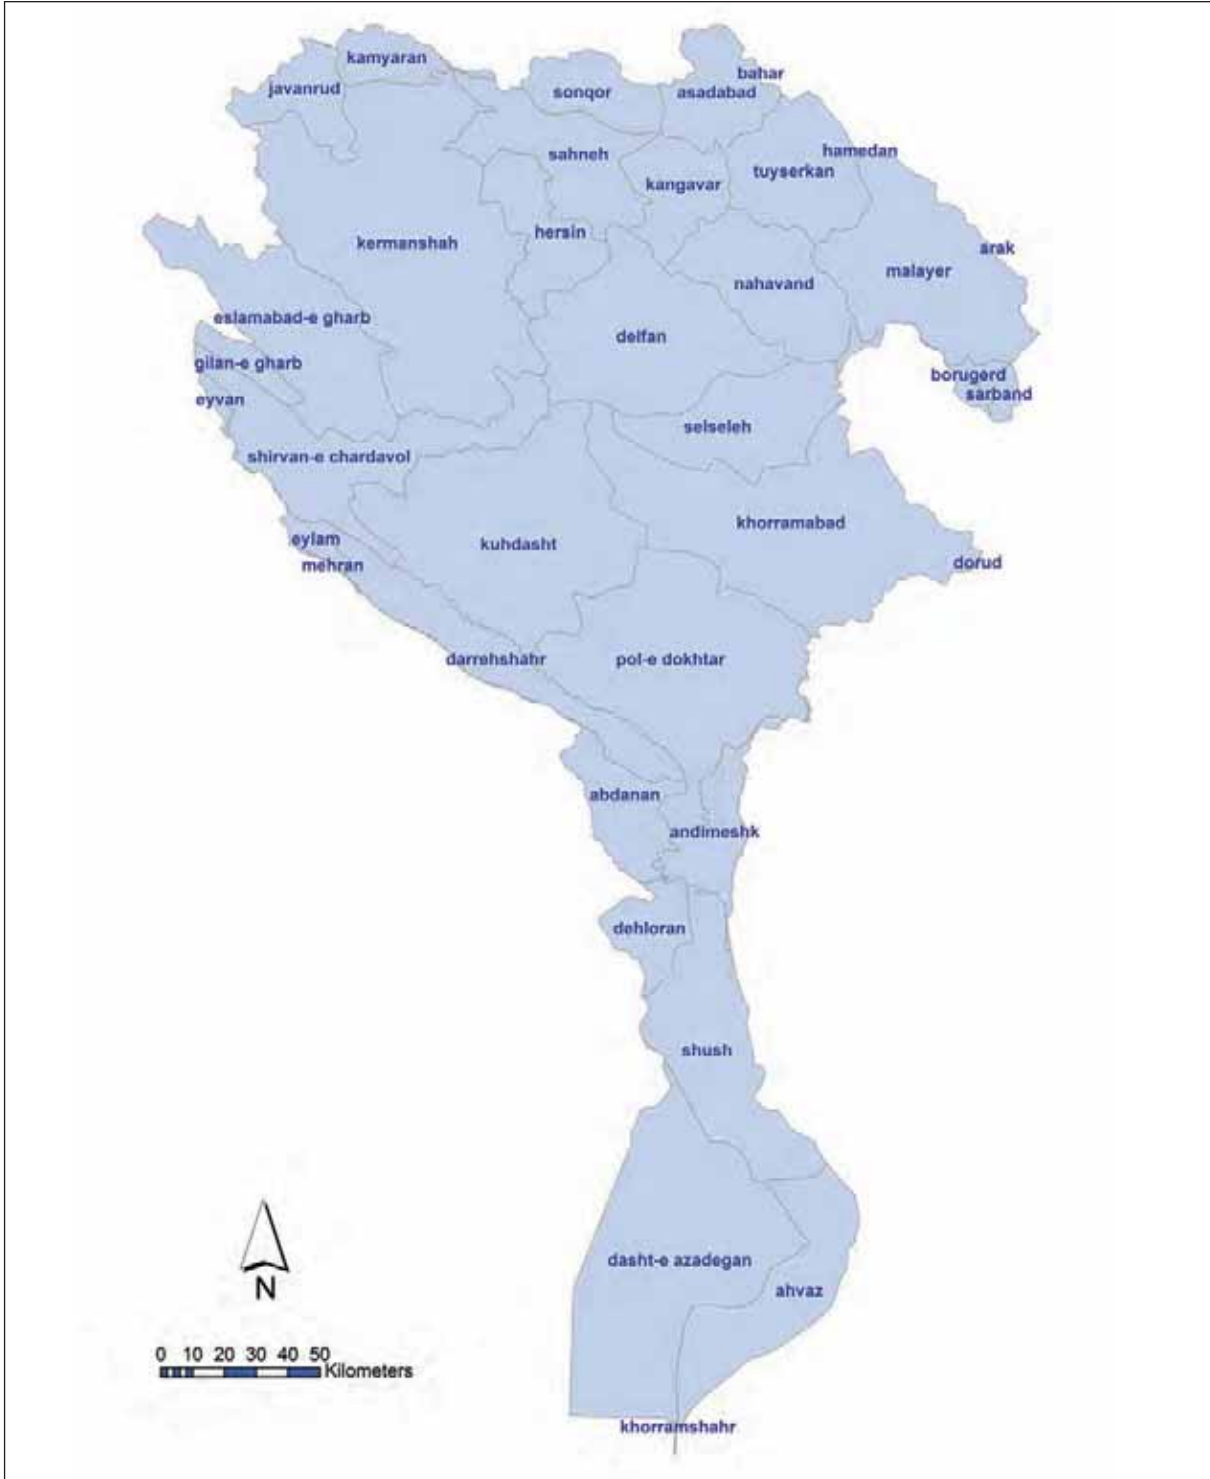 kamyaran
bahar
javanrud
sonqor
asadabad
hamedan
sahneh
tuyserkan
kangavar
hersin
kermanshah
arak
malayer
nahavand
eslamabad-e gharb
delfan
gilan-e gharb
borugerd
sarband
eyvan
selseleh
shirvan-e chardavol
khorramabad
eylam
kuhdasht
mehran
dorud
darrehshahr
pol-e dokhtar
abdanan
andimeshk
dehloran
shush
dasht-e azadegan
ahvaz
N
0 10 20 30 40 50
Kilometers
khorramshahr